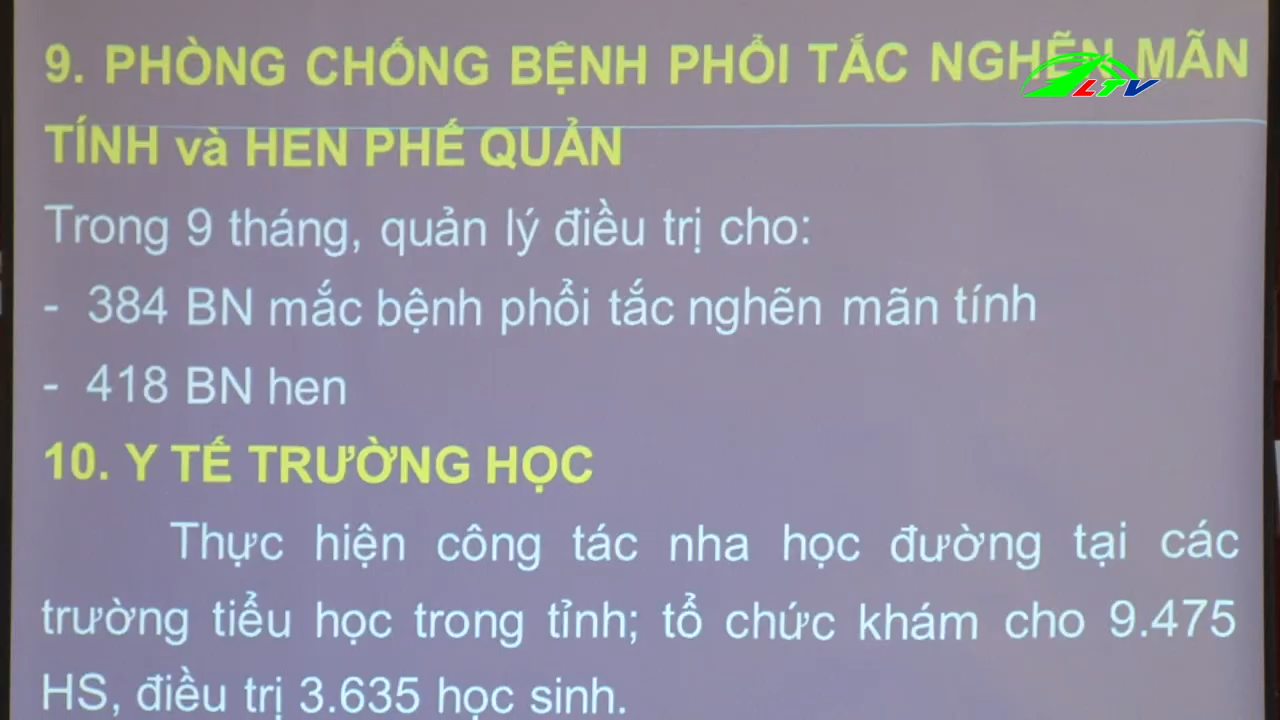 9. PHÒNG CHỐNG BỆNH PHỔI TẮC NGHẼN MÃN
LTV
TÍNH và HEN PHẾ QUẢN
Trong 9 tháng, quản lý điều trị cho:
- 384 BN mắc bệnh phổi tắc nghẽn mãn tính
- 418 BN hen
10. Y TẾ TRƯỜNG HỌC
Thực hiện công tác nha học đường tại các
trường tiểu học trong tỉnh; tổ chức khám cho 9.475
HS, điều trị 3.635 học sinh.